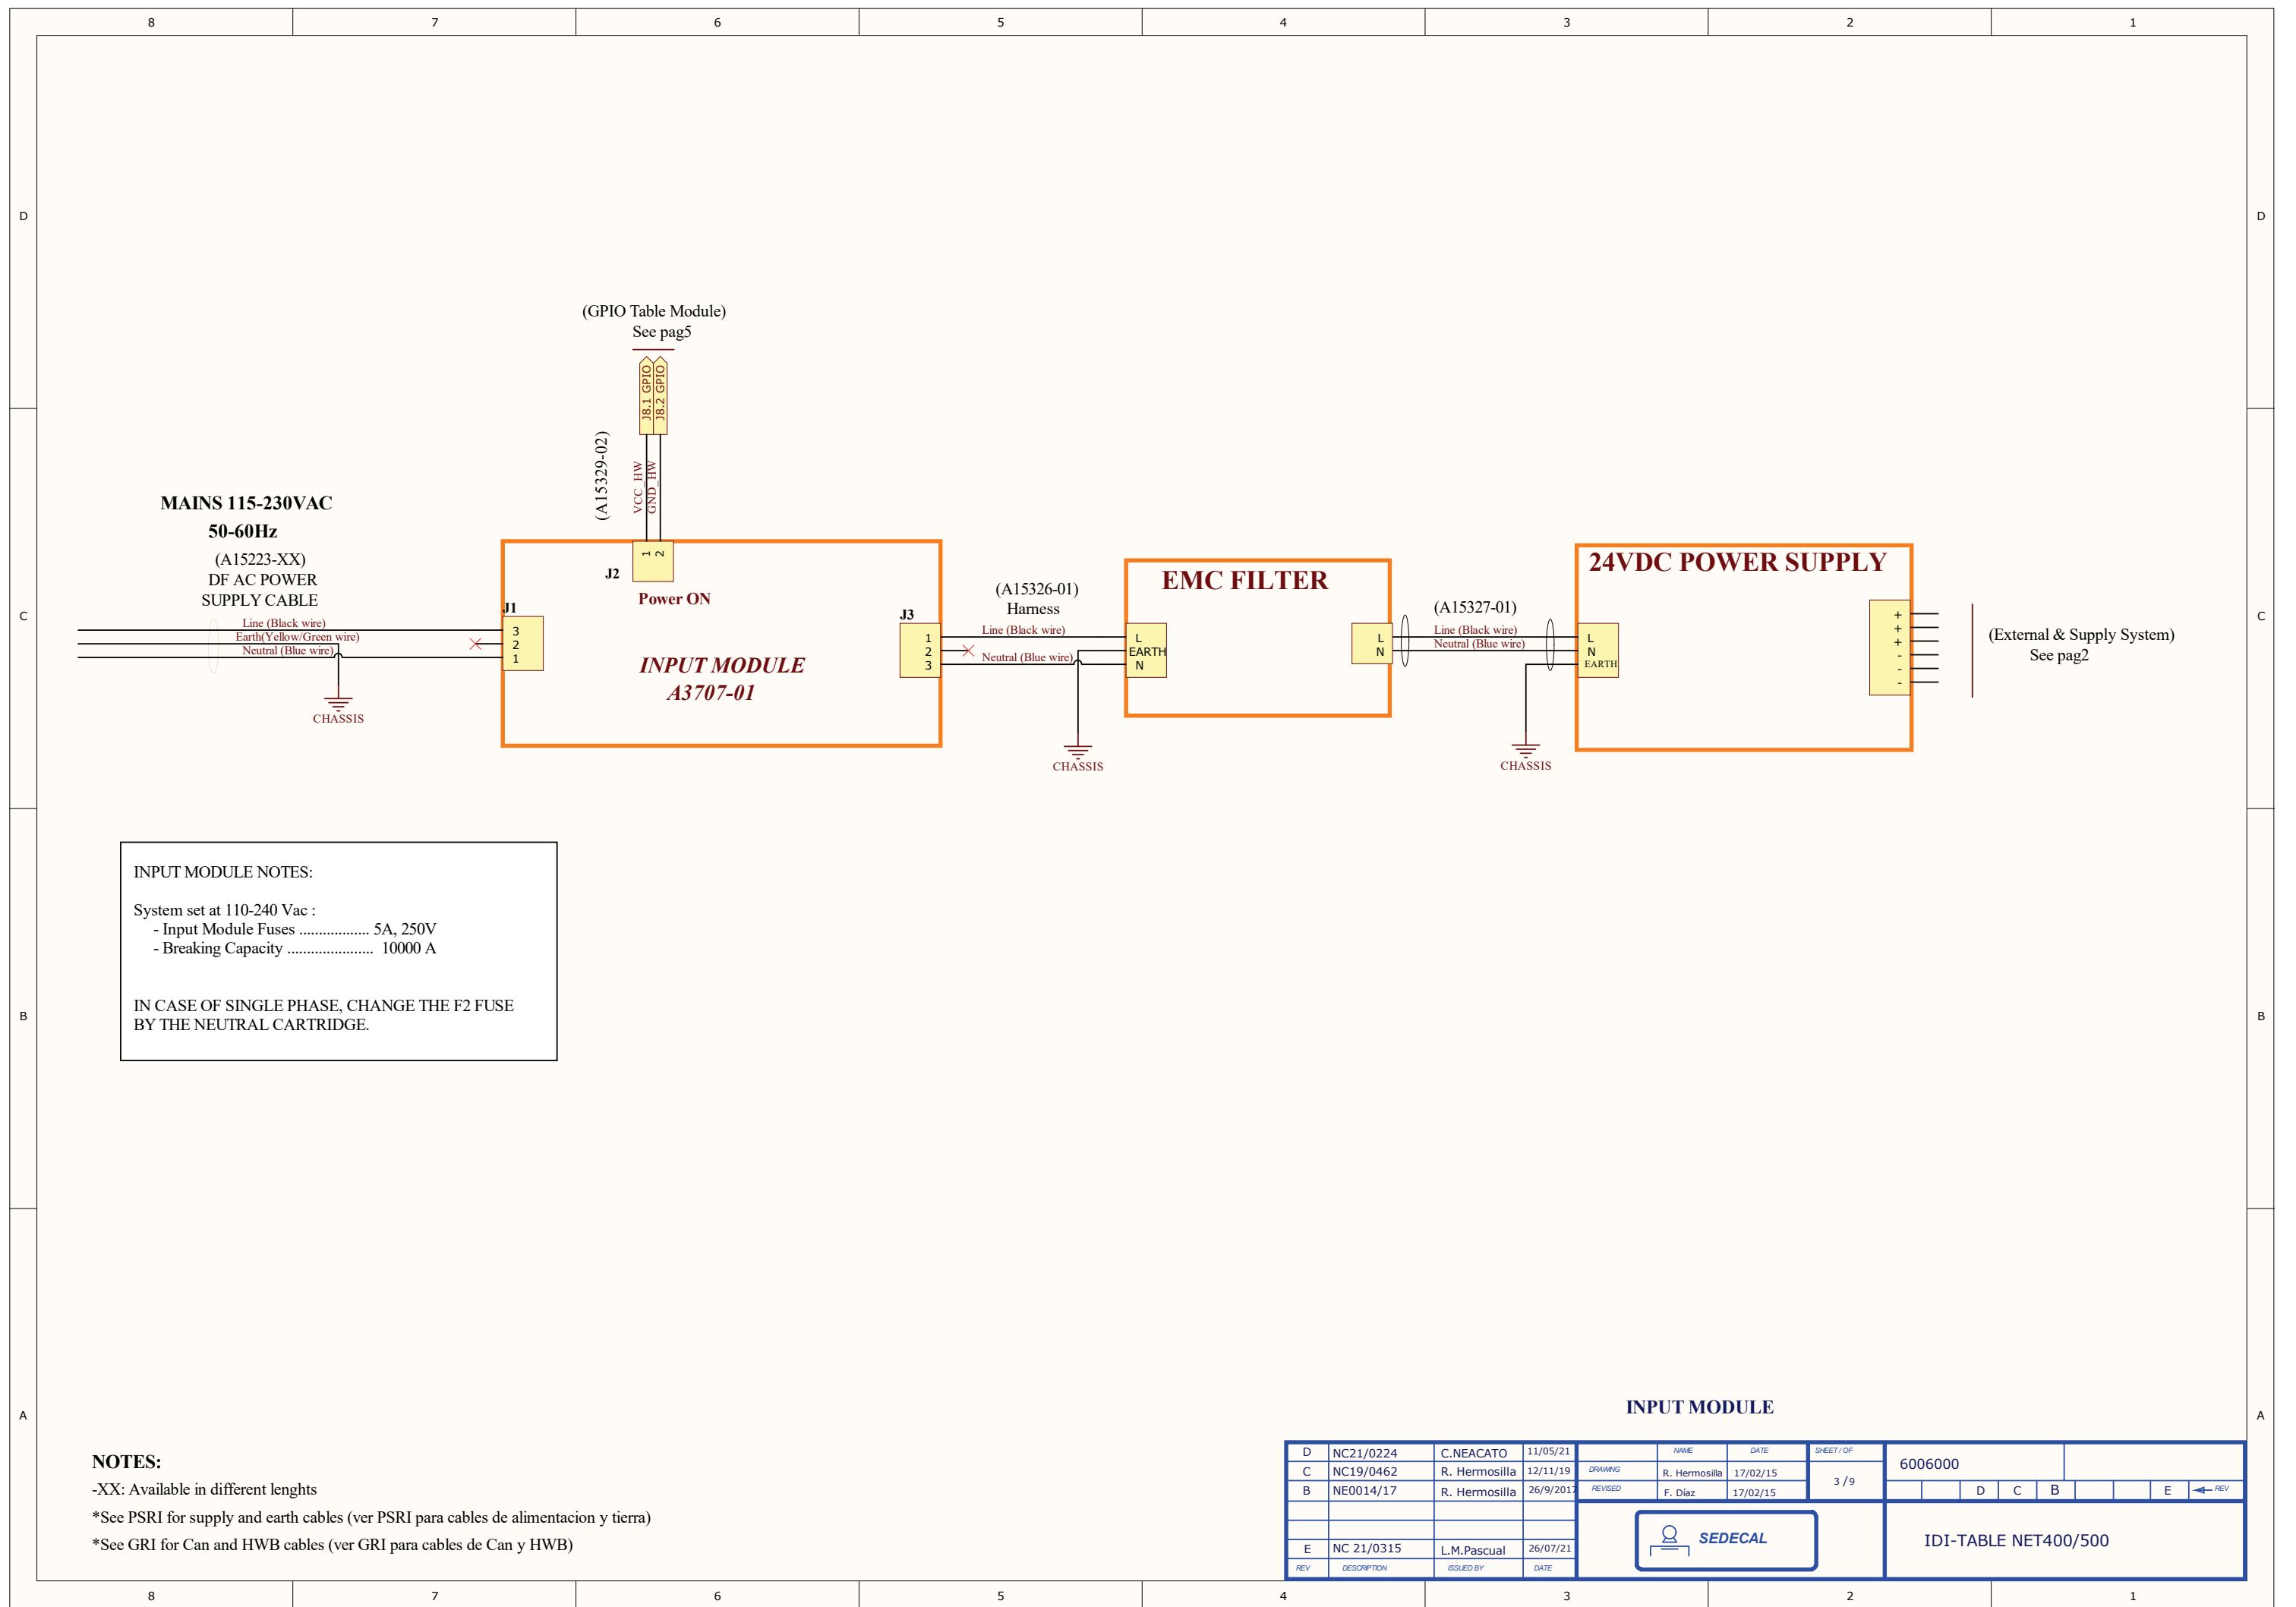 8 7 6 5 4 3 2 1
D D
(GPIO Table Module)
See pag5
J8.1 GPIO
J8.2 GPIO
(A15329-02)
VCC_HW
GND_HW
MAINS 115-230VAC
50-60Hz
(A15223-XX)
DF AC POWER
SUPPLY CABLE
Line (Black wire)
Earth(Yellow/Green wire)
Neutral (Blue wire)
CHASSIS
J1
3
2
1
J2
1 2
Power ON
INPUT MODULE
A3707-01
J3
1
2
3
(A15326-01)
Harness
Line (Black wire)
Neutral (Blue wire)
CHASSIS
EMC FILTER
L
EARTH
N
L
N
(A15327-01)
Line (Black wire)
Neutral (Blue wire)
CHASSIS
24VDC POWER SUPPLY
L
N
EARTH
+
+
+
-
-
-
(External & Supply System)
See pag2
C C
INPUT MODULE NOTES:
System set at 110-240 Vac :
- Input Module Fuses .................. 5A, 250V
- Breaking Capacity ...................... 10000 A
IN CASE OF SINGLE PHASE, CHANGE THE F2 FUSE
BY THE NEUTRAL CARTRIDGE.
B B
A A
NOTES:
-XX: Available in different lenghts
*See PSRI for supply and earth cables (ver PSRI para cables de alimentacion y tierra)
*See GRI for Can and HWB cables (ver GRI para cables de Can y HWB)
INPUT MODULE
D NC21/0224 C.NEACATO 11/05/21
C NC19/0462 R. Hermosilla 12/11/19
B NE0014/17 R. Hermosilla 26/9/2017
E NC 21/0315 L.M.Pascual 26/07/21
REV DESCRIPTION ISSUED BY DATE
NAME DATE
DRAWING R. Hermosilla 17/02/15
REVISED F. Díaz 17/02/15
SHEET / OF
3 /9
6006000
D C B E REV
SEDECAL
IDI-TABLE NET400/500
8 7 6 5 4 3 2 1